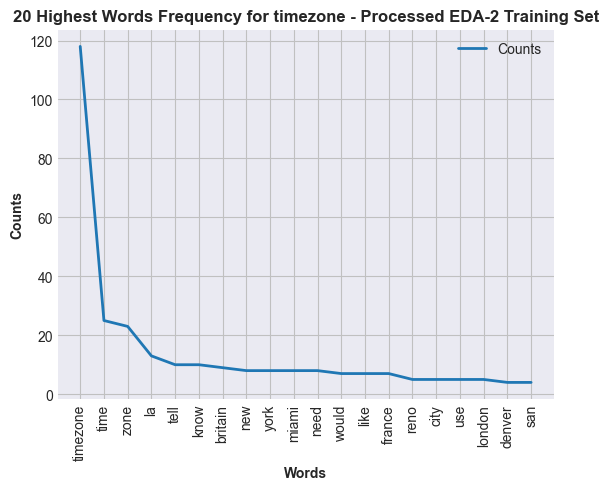 20 Highest Words Frequency for timezone - Processed EDA-2 Training Set
Counts
120
100
80
60
40
20
0
Counts
timezone
time
zone
la
tell
know
britain
new
york
miami
need
would
like
france
reno
city
use
london
denver
san
Words